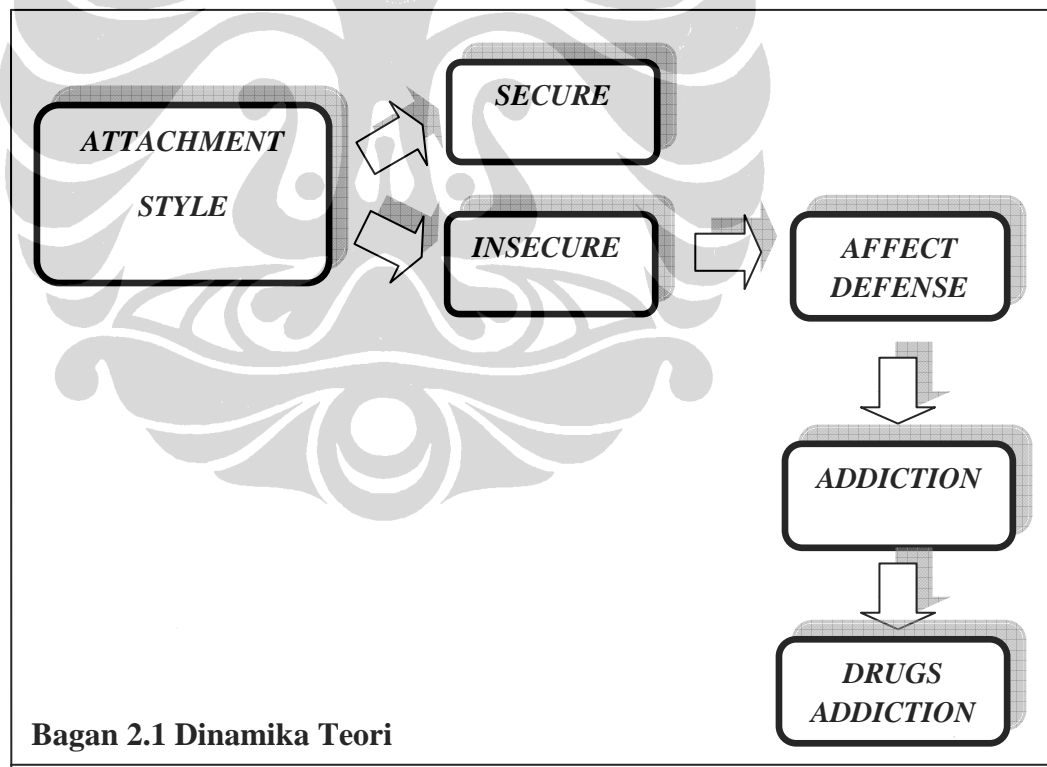 ATTACHMENT
STYLE
SECURE
INSECURE
AFFECT
DEFENSE
ADDICTION
DRUGS
ADDICTION
Bagan 2.1 Dinamika Teori